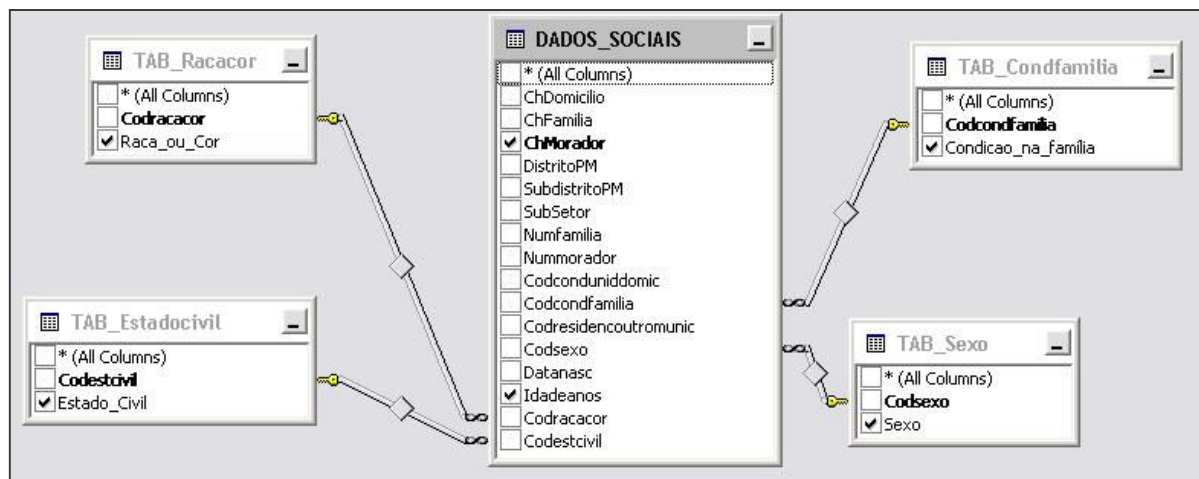 TAB_Racacor
* (All Columns)
Codracacor
Raca_ou_Cor
TAB_Estadocivil
* (All Columns)
Codestcivil
Estado_Civil
DADOS_SOCIAIS
* (All Columns)
ChDomicilio
ChFamilia
ChMorador
DistritoPM
SubdistritoPM
SubSetor
Numfamilia
Nummorador
Codconduniddomic
Codcondfamilia
Codresidencoutromunic
Codsexo
Datanasc
Idadeanos
Codracacor
Codestcivil
TAB_Condfamilia
* (All Columns)
Codcondfamilia
Condicao_na_família
TAB_Sexo
* (All Columns)
Codsexo
Sexo